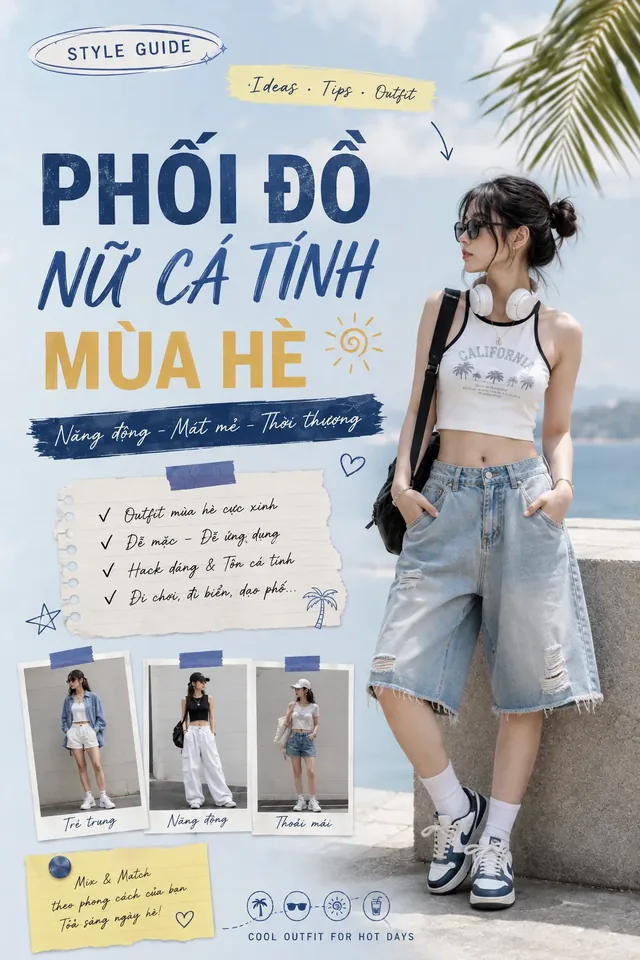 STYLE GUIDE
Ideas • Tips • Outfit
PHỐI ĐỒ
NỮ CÁ TÍNH
MÙA HÈ
Năng động - Mát mẻ - Thời thượng
✓ Outfit mùa hè cực xinh
✓ Dễ mặc - Dễ ứng dụng
✓ Hack dáng & Tôn cá tính
✓ Đi chơi, đi biển, dạo phố...
CALIFORNIA
Trẻ trung
Năng động
Thoải mái
Mix & Match
theo phong cách của bạn
Tỏa sáng ngày hè!
COOL OUTFIT FOR HOT DAYS